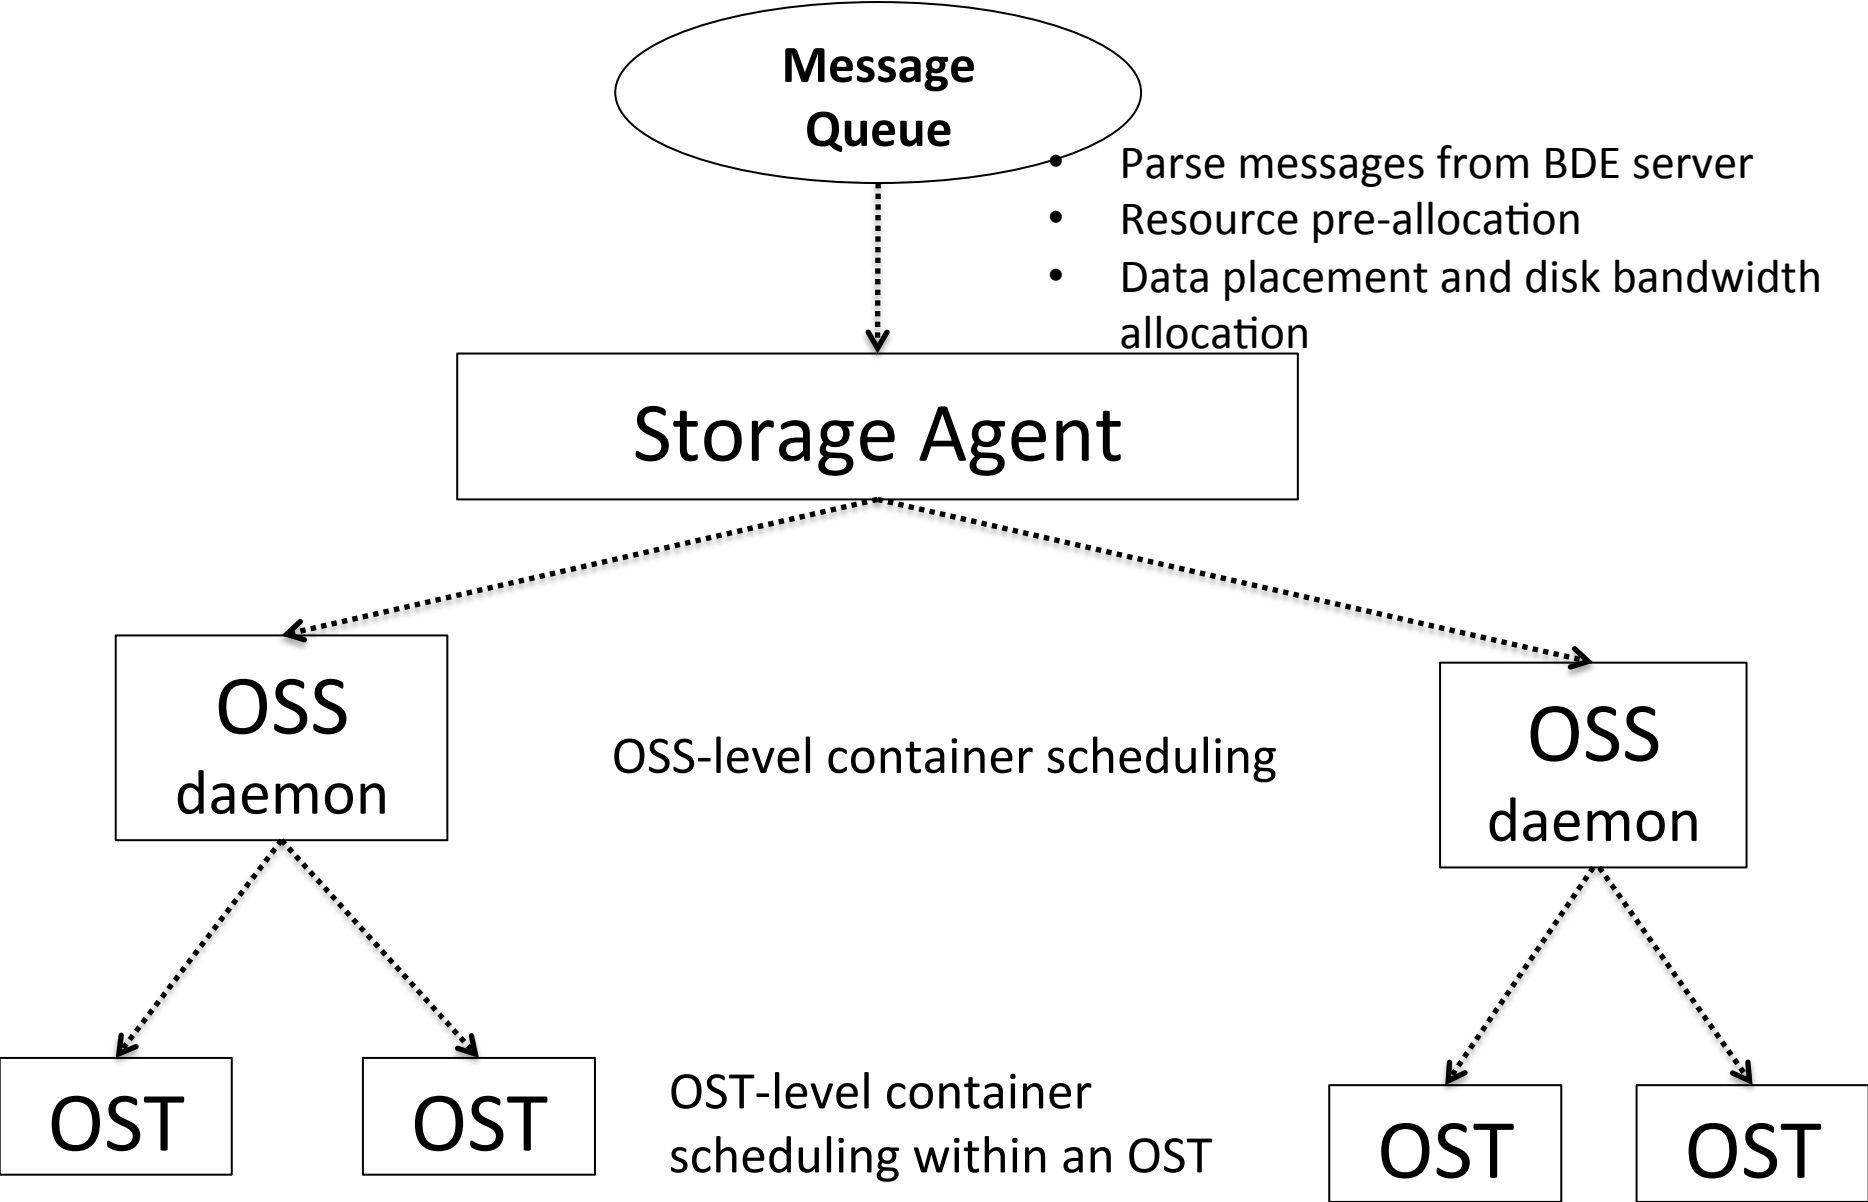 Message
Queue
• Parse messages from BDE server
• Resource pre-allocation
• Data placement and disk bandwidth
allocation
Storage Agent
OSS
daemon
OSS-level container scheduling
OSS
daemon
OST
OST
OST-level container
scheduling within an OST
OST
OST